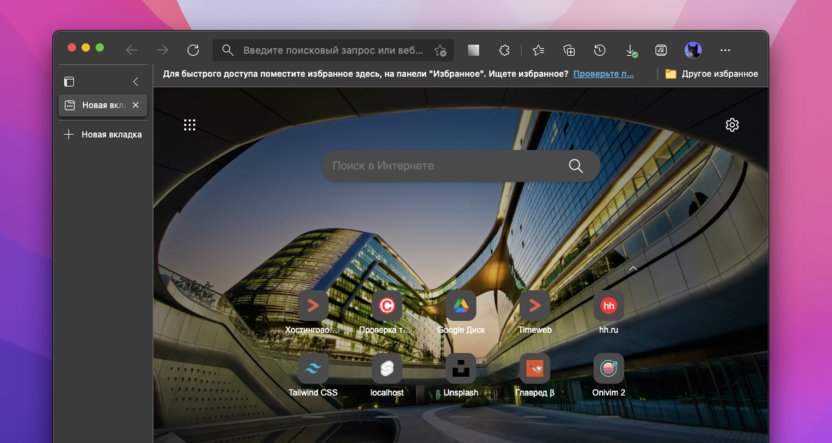 Введите поисковый запрос или веб...
Для быстрого доступа поместите избранное здесь, на панели "Избранное". Ищете избранное? Проверьте п...
Другое избранное
Новая вкл
Новая вкладка
Поиск в Интернете
Хостингово...
Проверка т...
Google Диск
Timeweb
hh.ru
hh
Tailwind CSS
localhost
Unsplash
Главред β
Onivim 2